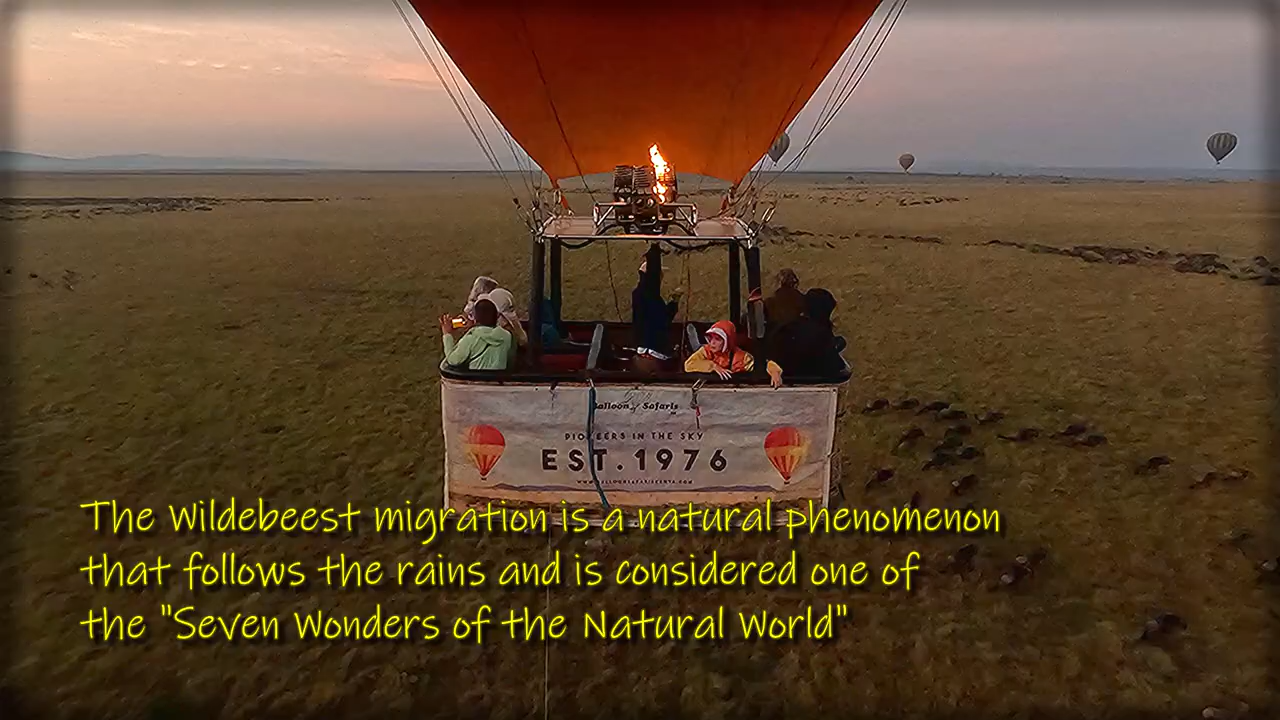 Balloon Safaris
PIONEERS IN THE SKY
EST. 1976
The Wildebeest migration is a natural phenomenon
that follows the rains and is considered one of
the "Seven Wonders of the Natural World"